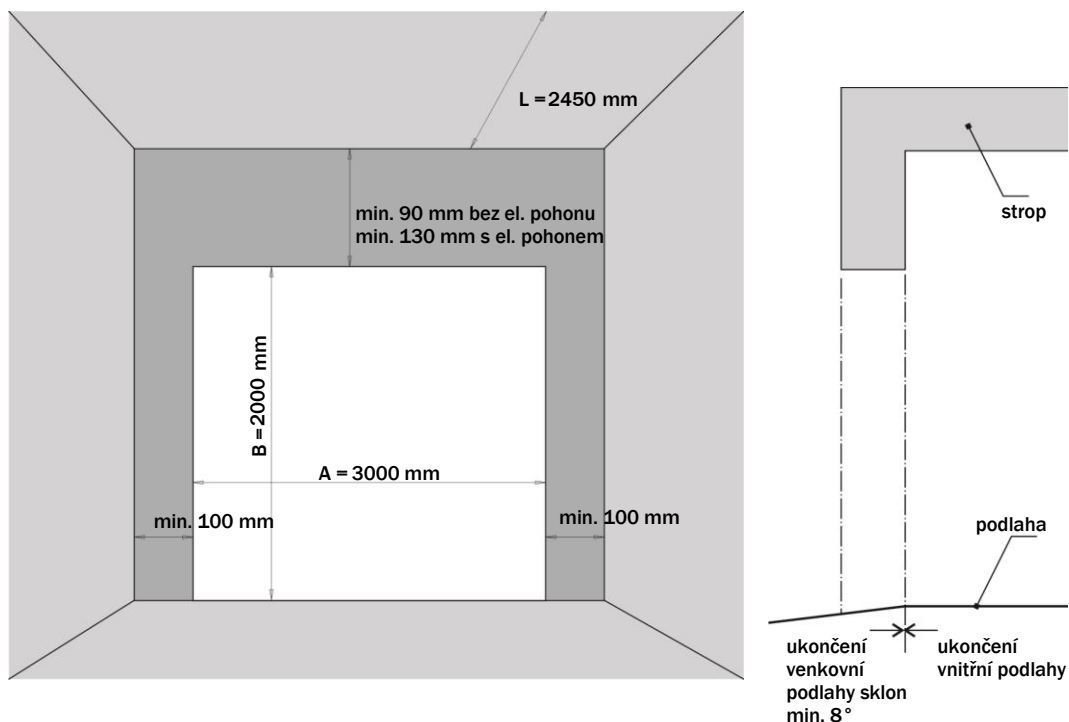 L = 2450 mm
min. 90 mm bez el. pohonu
min. 130 mm s el. pohonem
B = 2000 mm
A = 3000 mm
min. 100 mm
min. 100 mm
strop
podlaha
ukončení
venkovní
podlahy sklon
min. 8°
ukončení
vnitřní podlahy